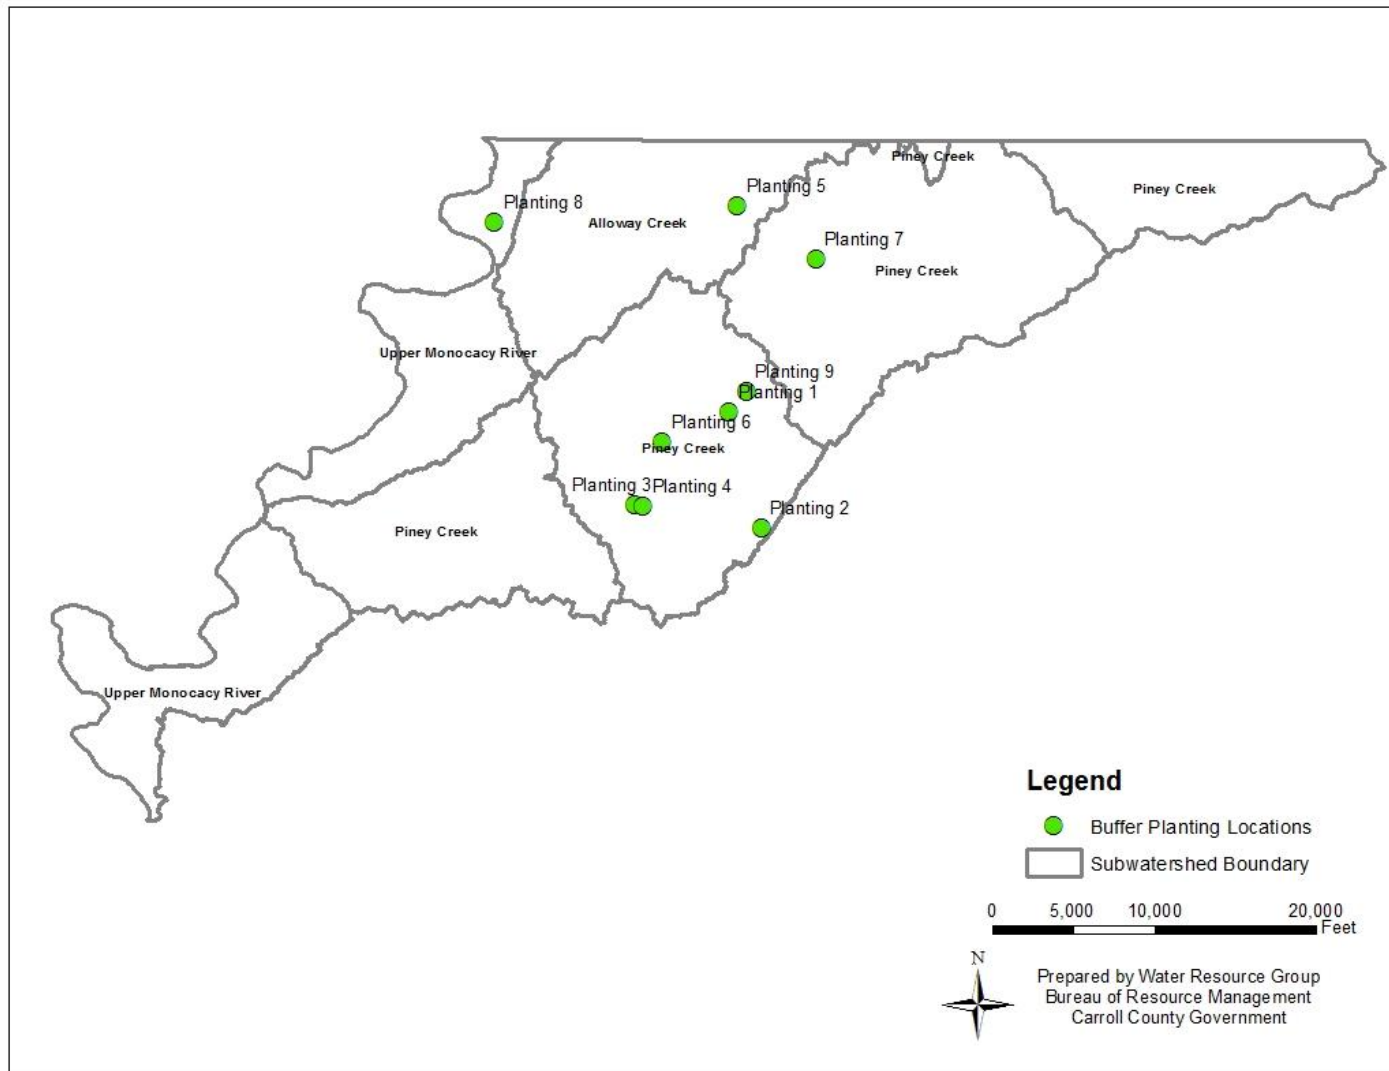 Piney Creek
Piney Creek
Planting 5
Planting 8
Alloway Creek
Planting 7
Piney Creek
Upper Monocacy River
Planting 9
Planting 1
Planting 6
Piney Creek
Planting 3
Planting 4
Planting 2
Piney Creek
Upper Monocacy River
Legend
Buffer Planting Locations
Subwatershed Boundary
0 5,000 10,000 20,000
Feet
N
Prepared by Water Resource Group
Bureau of Resource Management
Carroll County Government